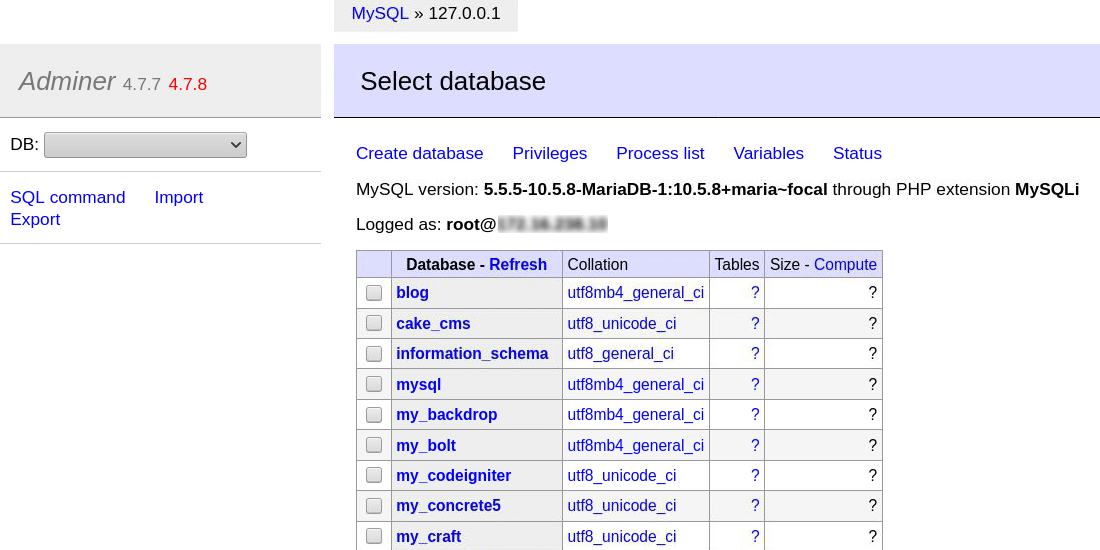 MySQL » 127.0.0.1
Adminer 4.7.7 4.7.8
Select database
DB:
SQL command Import
Export
Create database Privileges Process list Variables Status
MySQL version: 5.5.5-10.5.8-MariaDB-1:10.5.8+maria~focal through PHP extension MySQLi
Logged as: root@
Database - Refresh Collation Tables Size - Compute
blog utf8mb4_general_ci ? ?
cake_cms utf8_unicode_ci ? ?
information_schema utf8_general_ci ? ?
mysql utf8mb4_general_ci ? ?
my_backdrop utf8mb4_general_ci ? ?
my_bolt utf8mb4_general_ci ? ?
my_codeigniter utf8_unicode_ci ? ?
my_concrete5 utf8_unicode_ci ? ?
my_craft utf8_unicode_ci ? ?